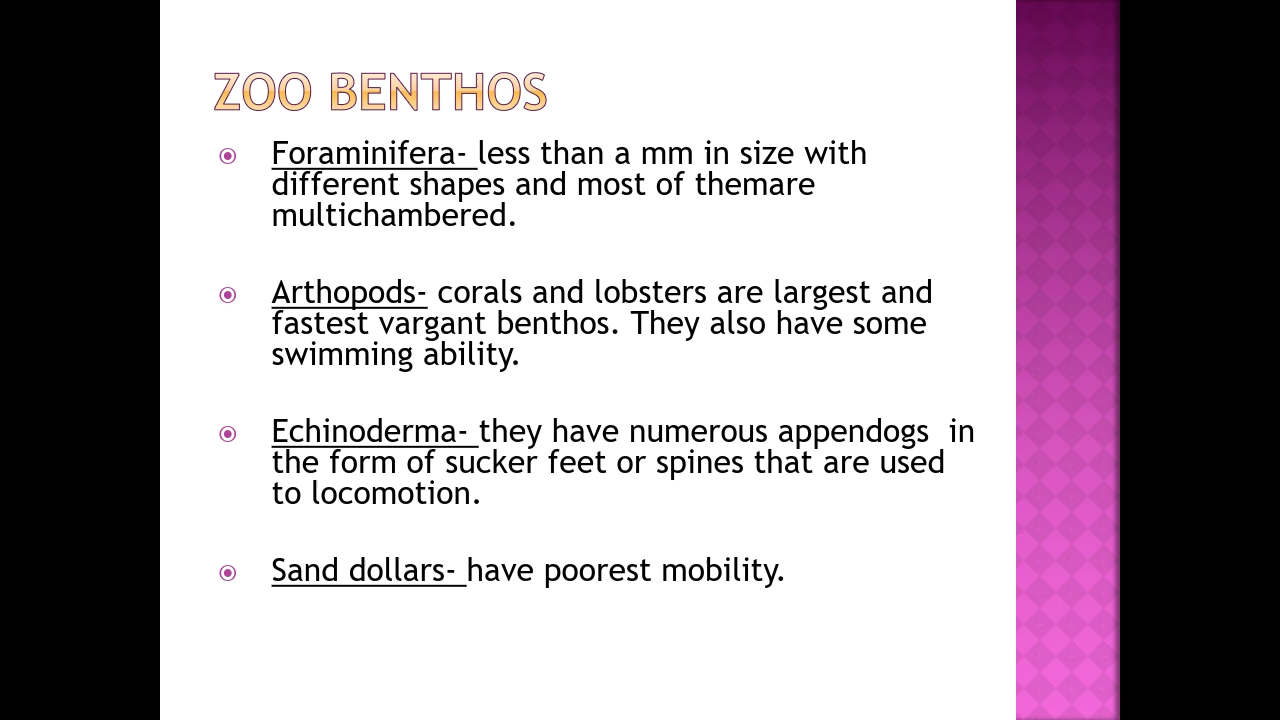 ZOO BENTHOS
Foraminifera- less than a mm in size with
different shapes and most of themare
multichambered.
Arthopods- corals and lobsters are largest and
fastest vargant benthos. They also have some
swimming ability.
Echinoderma- they have numerous appendogs  in
the form of sucker feet or spines that are used
to locomotion.
Sand dollars- have poorest mobility.